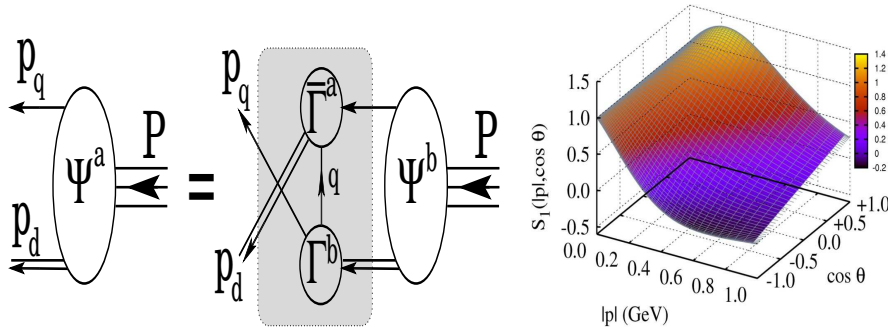 p_q
Ψ^a
P
p_d
=
p_q
Γ̄^a
q
p_d
Γ^b
Ψ^b
P
S_1(|p|,cos θ)
1.5
1.0
0.5
0.0
-0.5
0.0
0.2
0.4
0.6
0.8
1.0
|p| (GeV)
-1.0
-0.5
0.0
+0.5
+1.0
cos θ
1.4
1.2
1
0.8
0.6
0.4
0.2
0
-0.2